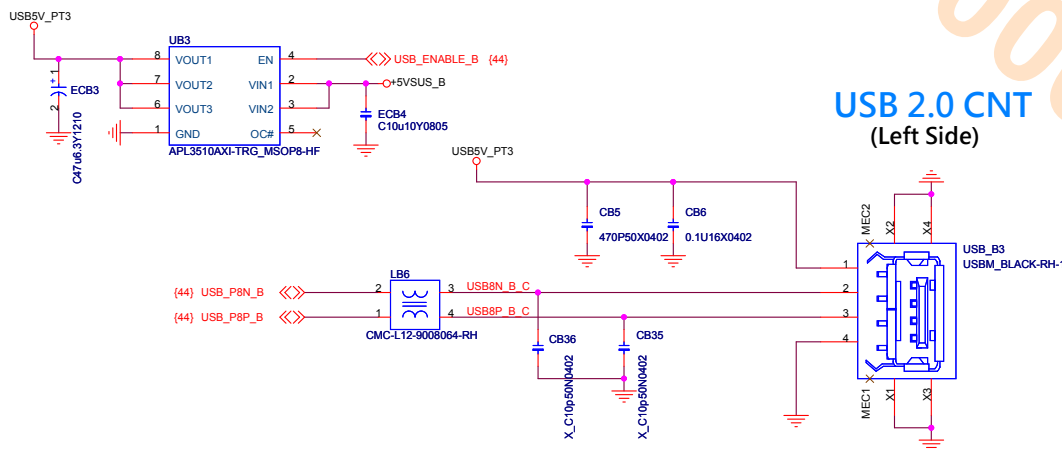 USB5V_PT3
UB3
8 VOUT1 EN 4 USB_ENABLE_B {44}
7 VOUT2 VIN1 2 +5VSUS_B
6 VOUT3 VIN2 3
1 GND OC# 5
APL3510AXI-TRG_MSOP8-HF
+ 1
2
ECB3
C47u6.3Y1210
ECB4
C10u10Y0805
USB 2.0 CNT
(Left Side)
USB5V_PT3
CB5
470P50X0402
CB6
0.1U16X0402
MEC2
X2
X4
USB_B3
USBM_BLACK-RH-1
1
2
3
4
MEC1
X1
X3
LB6
{44} USB_P8N_B 2 3 USB8N_B_C
{44} USB_P8P_B 1 4 USB8P_B_C
CMC-L12-9008064-RH
CB36
X_C10p50N0402
CB35
X_C10p50N0402